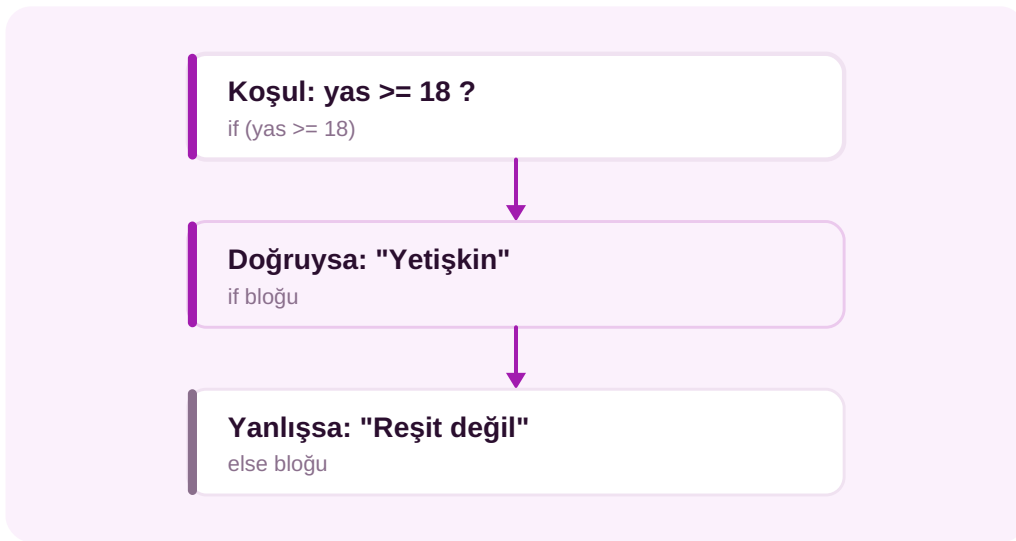 Koşul: yas >= 18 ?
if (yas >= 18)
Doğruysa: "Yetişkin"
if bloğu
Yanlışsa: "Reşit değil"
else bloğu